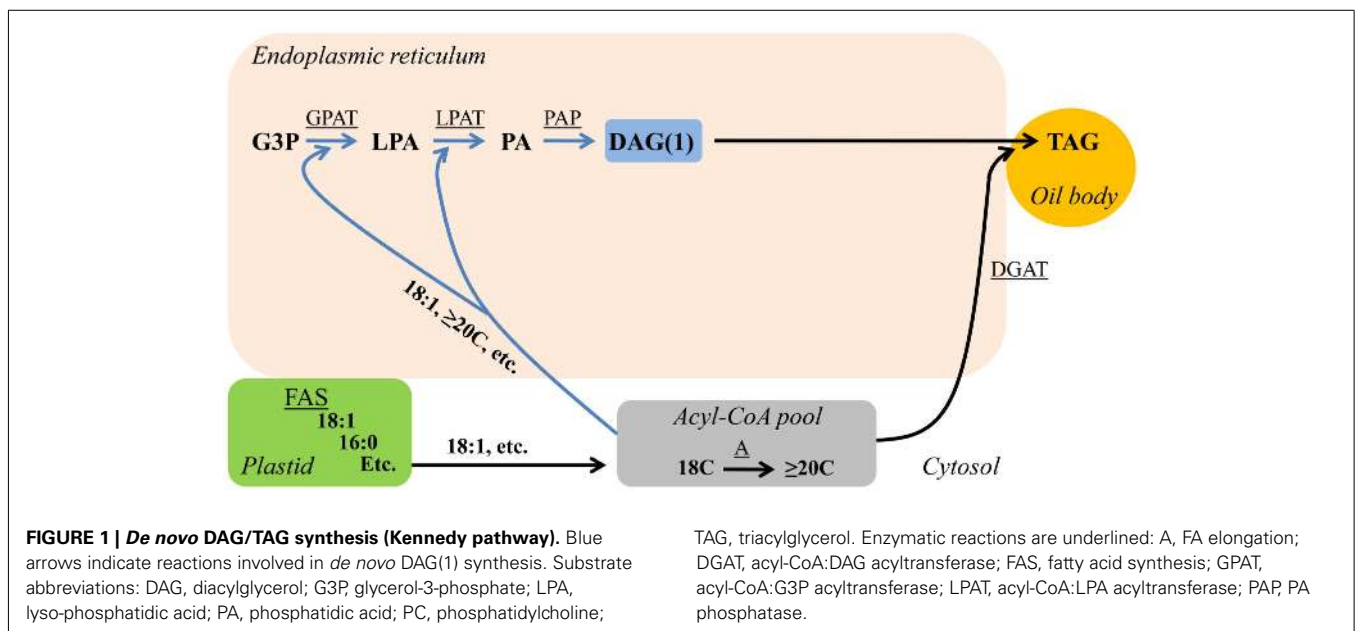 Endoplasmic reticulum
GPAT LPAT PAP
G3P LPA PA DAG(1) TAG
Oil body
DGAT
18:1, ≥20C, etc.
FAS
18:1
16:0
Plastid Etc.
18:1, etc.
Acyl-CoA pool
A
18C ≥20C
Cytosol
FIGURE 1 | De novo DAG/TAG synthesis (Kennedy pathway). Blue
arrows indicate reactions involved in de novo DAG(1) synthesis. Substrate
abbreviations: DAG, diacylglycerol; G3P, glycerol-3-phosphate; LPA,
lyso-phosphatidic acid; PA, phosphatidic acid; PC, phosphatidylcholine;
TAG, triacylglycerol. Enzymatic reactions are underlined: A, FA elongation;
DGAT, acyl-CoA:DAG acyltransferase; FAS, fatty acid synthesis; GPAT,
acyl-CoA:G3P acyltransferase; LPAT, acyl-CoA:LPA acyltransferase; PAP, PA
phosphatase.